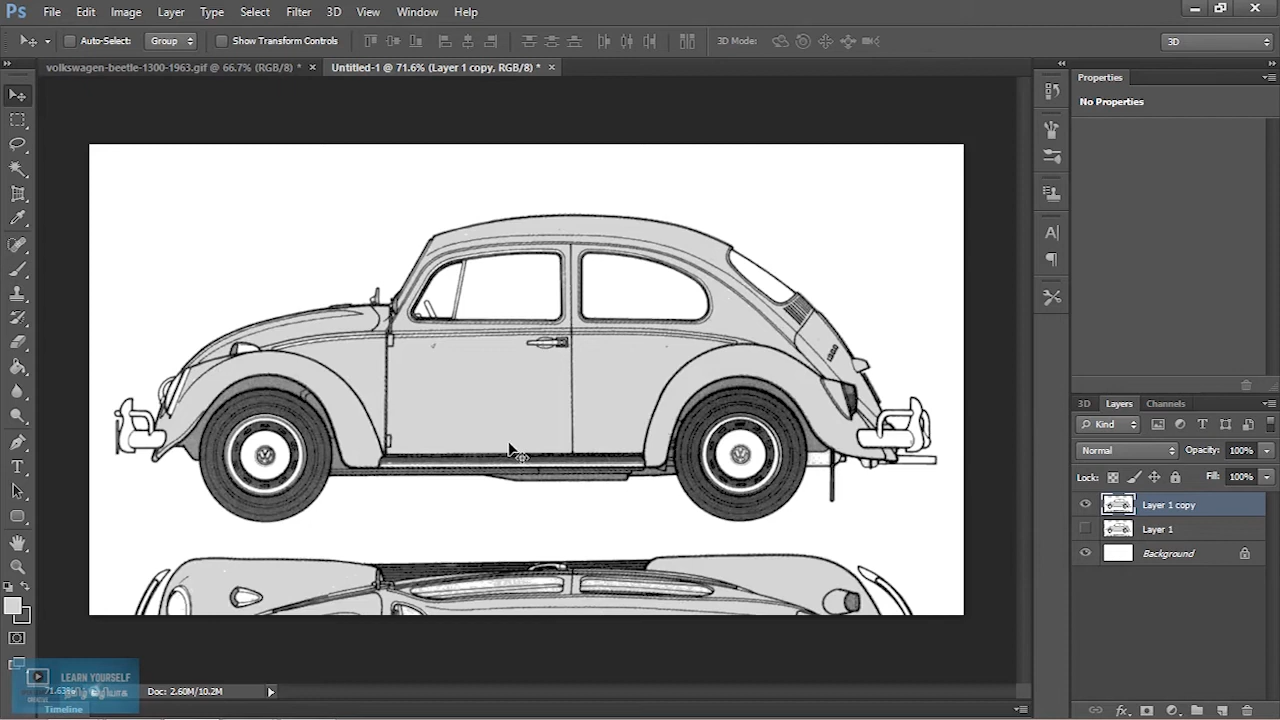 Ps File Edit Image Layer Type Select Filter 3D View Window Help
Auto-Select: Group Show Transform Controls 3D Mode: 3D
volkswagen-beetle-1300-1963.gif @ 66.7% (RGB/8) * × Untitled-1 @ 71.6% (Layer 1 copy, RGB/8) * ×
Properties
No Properties
3D Layers Channels
Kind
Normal Opacity: 100%
Lock: Fill: 100%
Layer 1 copy
Layer 1
Background
LEARN YOURSELF
71.63% Doc: 2.60M/10.2M
Timeline